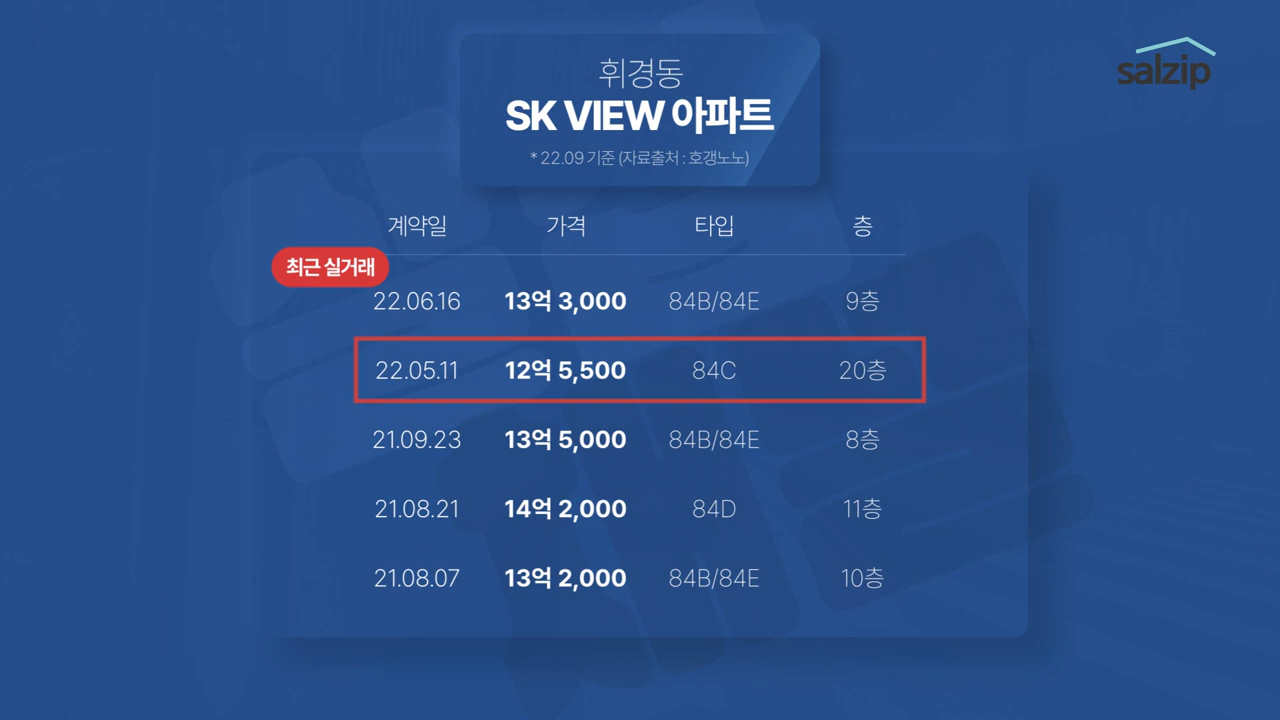 salzip
휘경동
SK VIEW 아파트
* 22.09 기준 (자료출처 : 호갱노노)
계약일 가격 타입 층
최근 실거래
22.06.16 13억 3,000 84B/84E 9층
22.05.11 12억 5,500 84C 20층
21.09.23 13억 5,000 84B/84E 8층
21.08.21 14억 2,000 84D 11층
21.08.07 13억 2,000 84B/84E 10층